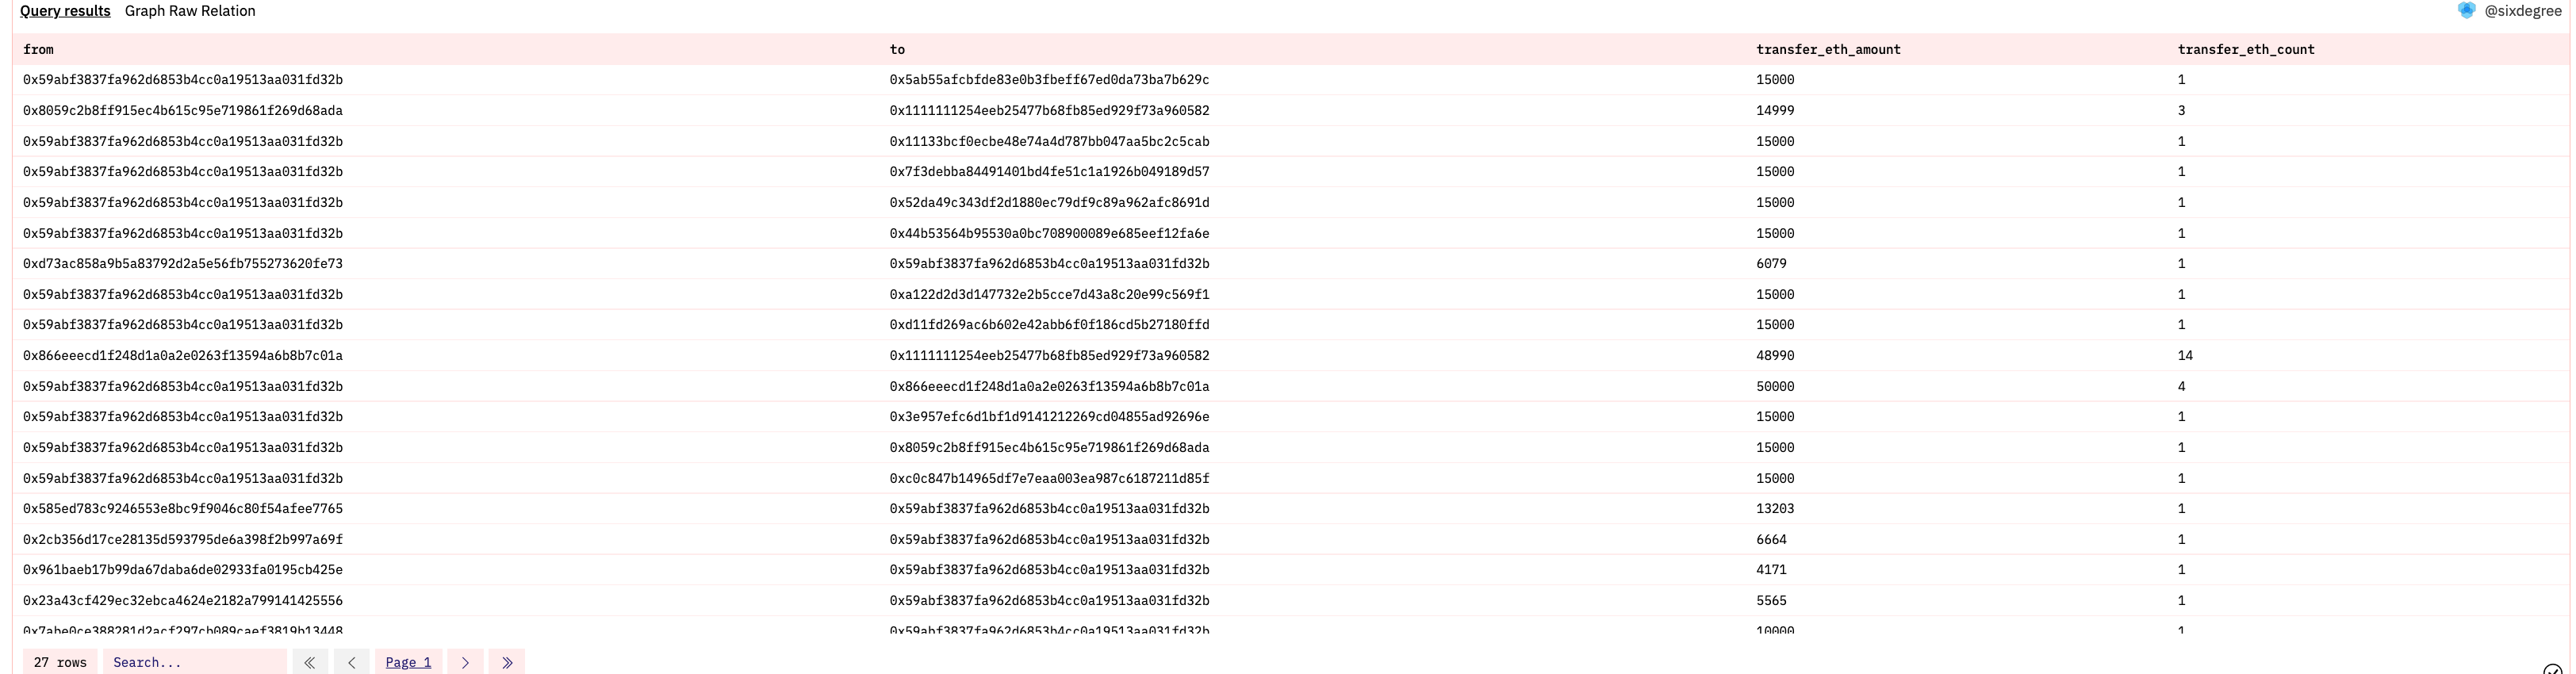 Query results Graph Raw Relation @sixdegree
from to transfer_eth_amount transfer_eth_count
0x59abf3837fa962d6853b4cc0a19513aa031fd32b 0x5ab55afcbfde83e0b3fbeff67ed0da73ba7b629c 15000 1
0x8059c2b8ff915ec4b615c95e719861f269d68ada 0x1111111254eeb25477b68fb85ed929f73a960582 14999 3
0x59abf3837fa962d6853b4cc0a19513aa031fd32b 0x11133bcf0ecbe48e74a4d787bb047aa5bc2c5cab 15000 1
0x59abf3837fa962d6853b4cc0a19513aa031fd32b 0x7f3debba84491401bd4fe51c1a1926b049189d57 15000 1
0x59abf3837fa962d6853b4cc0a19513aa031fd32b 0x52da49c343df2d1880ec79df9c89a962afc8691d 15000 1
0x59abf3837fa962d6853b4cc0a19513aa031fd32b 0x44b53564b95530a0bc708900089e685eef12fa6e 15000 1
0xd73ac858a9b5a83792d2a5e56fb755273620fe73 0x59abf3837fa962d6853b4cc0a19513aa031fd32b 6079 1
0x59abf3837fa962d6853b4cc0a19513aa031fd32b 0xa122d2d3d147732e2b5cce7d43a8c20e99c569f1 15000 1
0x59abf3837fa962d6853b4cc0a19513aa031fd32b 0xd11fd269ac6b602e42abb6f0f186cd5b27180ffd 15000 1
0x866eeecd1f248d1a0a2e0263f13594a6b8b7c01a 0x1111111254eeb25477b68fb85ed929f73a960582 48990 14
0x59abf3837fa962d6853b4cc0a19513aa031fd32b 0x866eeecd1f248d1a0a2e0263f13594a6b8b7c01a 50000 4
0x59abf3837fa962d6853b4cc0a19513aa031fd32b 0x3e957efc6d1bf1d9141212269cd04855ad92696e 15000 1
0x59abf3837fa962d6853b4cc0a19513aa031fd32b 0x8059c2b8ff915ec4b615c95e719861f269d68ada 15000 1
0x59abf3837fa962d6853b4cc0a19513aa031fd32b 0xc0c847b14965df7e7eaa003ea987c6187211d85f 15000 1
0x585ed783c9246553e8bc9f9046c80f54afee7765 0x59abf3837fa962d6853b4cc0a19513aa031fd32b 13203 1
0x2cb356d17ce28135d593795de6a398f2b997a69f 0x59abf3837fa962d6853b4cc0a19513aa031fd32b 6664 1
0x961baeb17b99da67daba6de02933fa0195cb425e 0x59abf3837fa962d6853b4cc0a19513aa031fd32b 4171 1
0x23a43cf429ec32ebca4624e2182a799141425556 0x59abf3837fa962d6853b4cc0a19513aa031fd32b 5565 1
0x7abe0ce388281d2acf297cb089caef3819b13448 0x59abf3837fa962d6853b4cc0a19513aa031fd32b 10000 1
27 rows Search... Page 1